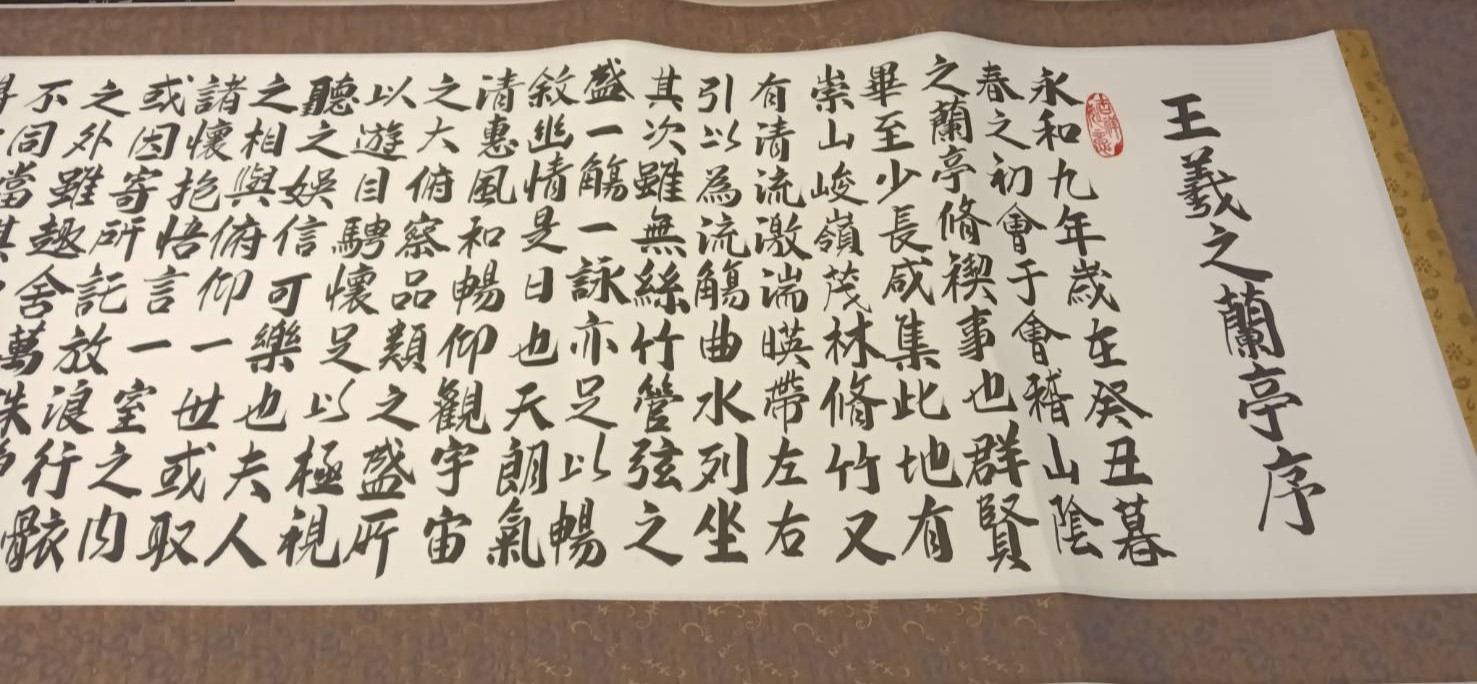 王羲之蘭亭序
永和九年歲在癸丑暮
春之初會于會稽山陰
之蘭亭脩禊事也群賢
畢至少長咸集此地有
崇山峻嶺茂林脩竹又
有清流激湍暎帶左右
引以為流觴曲水列坐
其次雖無絲竹管弦之
盛一觴一詠亦足以暢
敘幽情是日也天朗氣
清惠風和暢仰觀宇宙
之大俯察品類之盛所
以遊目騁懷足以極視
聽之娛信可樂也夫人
之相與俯仰一世或取
諸懷抱悟言一室之内
或因寄所託放浪行骸
之外雖趣舍萬殊
不同當其